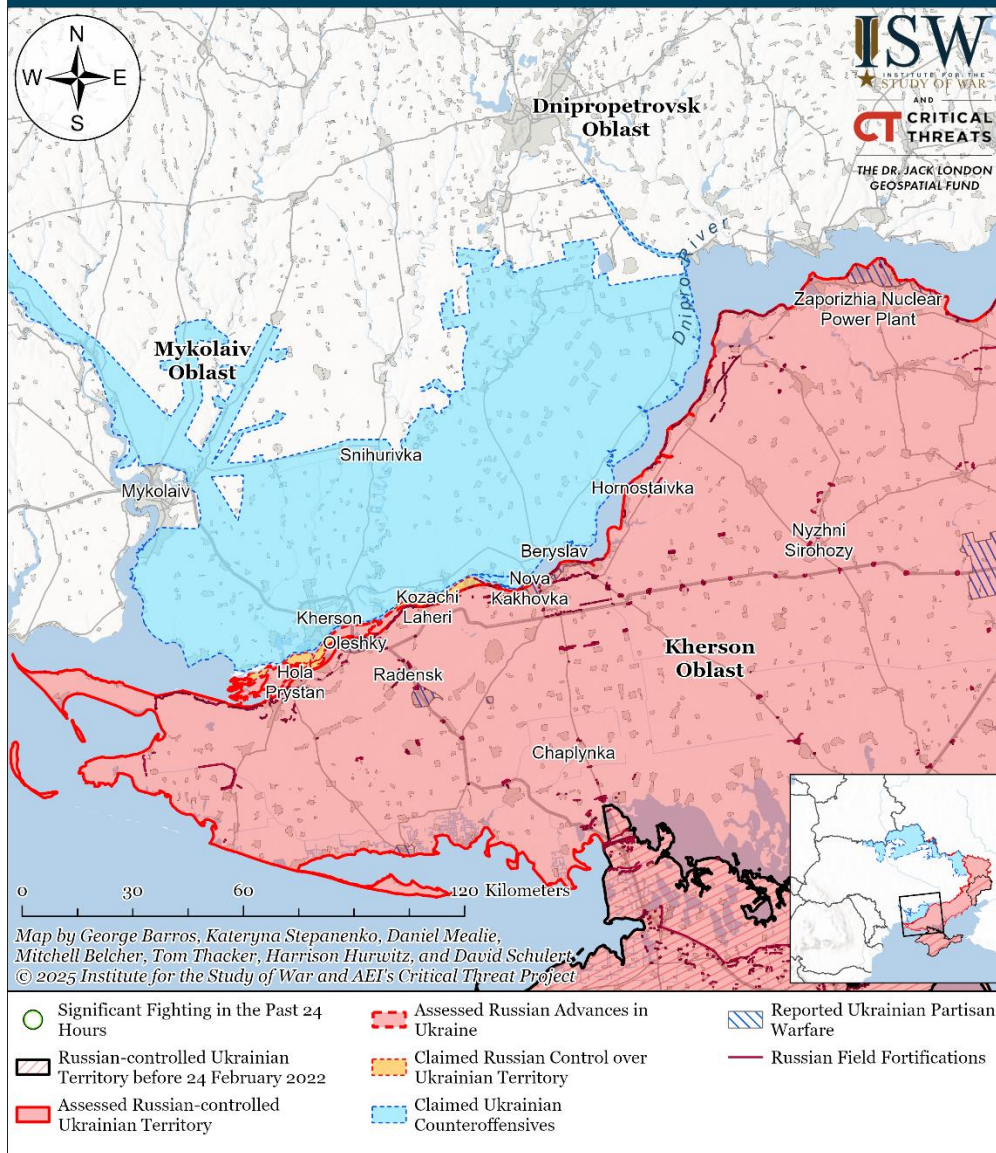 N
W E
S
ISW
INSTITUTE FOR THE
STUDY OF WAR
AND
CT CRITICAL
THREATS
THE DR. JACK LONDON
GEOSPATIAL FUND
Dnipropetrovsk
Oblast
Dnipro River
Zaporizhia Nuclear
Power Plant
Mykolaiv
Oblast
Snihurivka
Mykolaiv
Hornostaivka
Nyzhni
Sirohozy
Beryslav
Nova
Kakhovka
Kozachi
Laheri
Kherson
Oleshky
Kherson
Oblast
Hola
Prystan
Radensk
Chaplynka
0 30 60 120 Kilometers
Map by George Barros, Kateryna Stepanenko, Daniel Mealie,
Mitchell Belcher, Tom Thacker, Harrison Hurwitz, and David Schulert
© 2025 Institute for the Study of War and AEI's Critical Threat Project
Significant Fighting in the Past 24
Hours
Russian-controlled Ukrainian
Territory before 24 February 2022
Assessed Russian-controlled
Ukrainian Territory
Assessed Russian Advances in
Ukraine
Claimed Russian Control over
Ukrainian Territory
Claimed Ukrainian
Counteroffensives
Reported Ukrainian Partisan
Warfare
Russian Field Fortifications